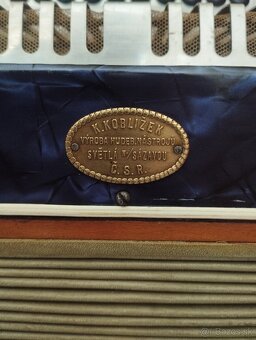 K. KOBLÍŽEK
VÝROBA HUDEB. NÁSTROJŮ
SVĚTLÁ N/SÁZAVOU
Č. S. R.